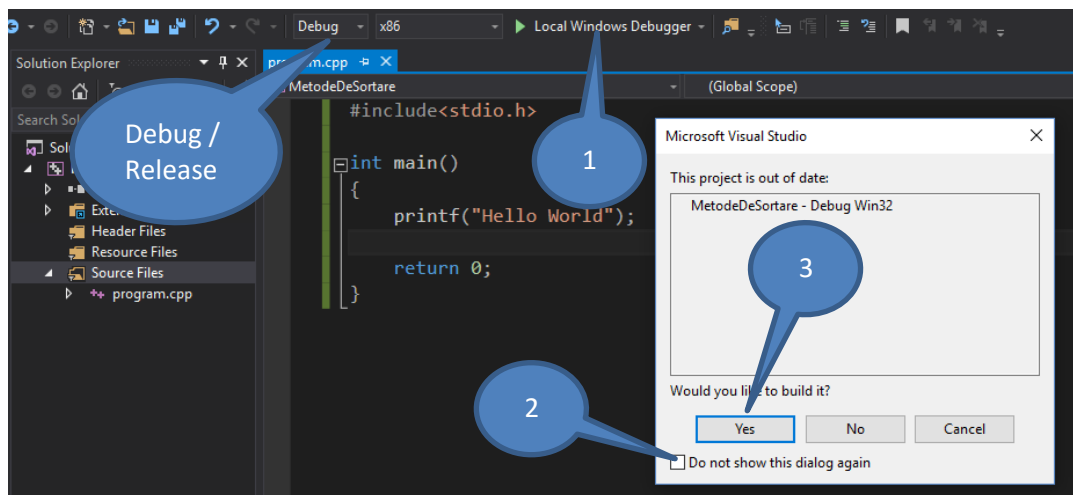 Debug x86 Local Windows Debugger
Solution Explorer
program.cpp
MetodeDeSortare (Global Scope)
Search
Debug /
Release
Header Files
Resource Files
Source Files
program.cpp
#include<stdio.h>
int main()
{
printf("Hello World");
return 0;
}
1
Microsoft Visual Studio
This project is out of date:
MetodeDeSortare - Debug Win32
3
Would you like to build it?
2
Yes No Cancel
Do not show this dialog again